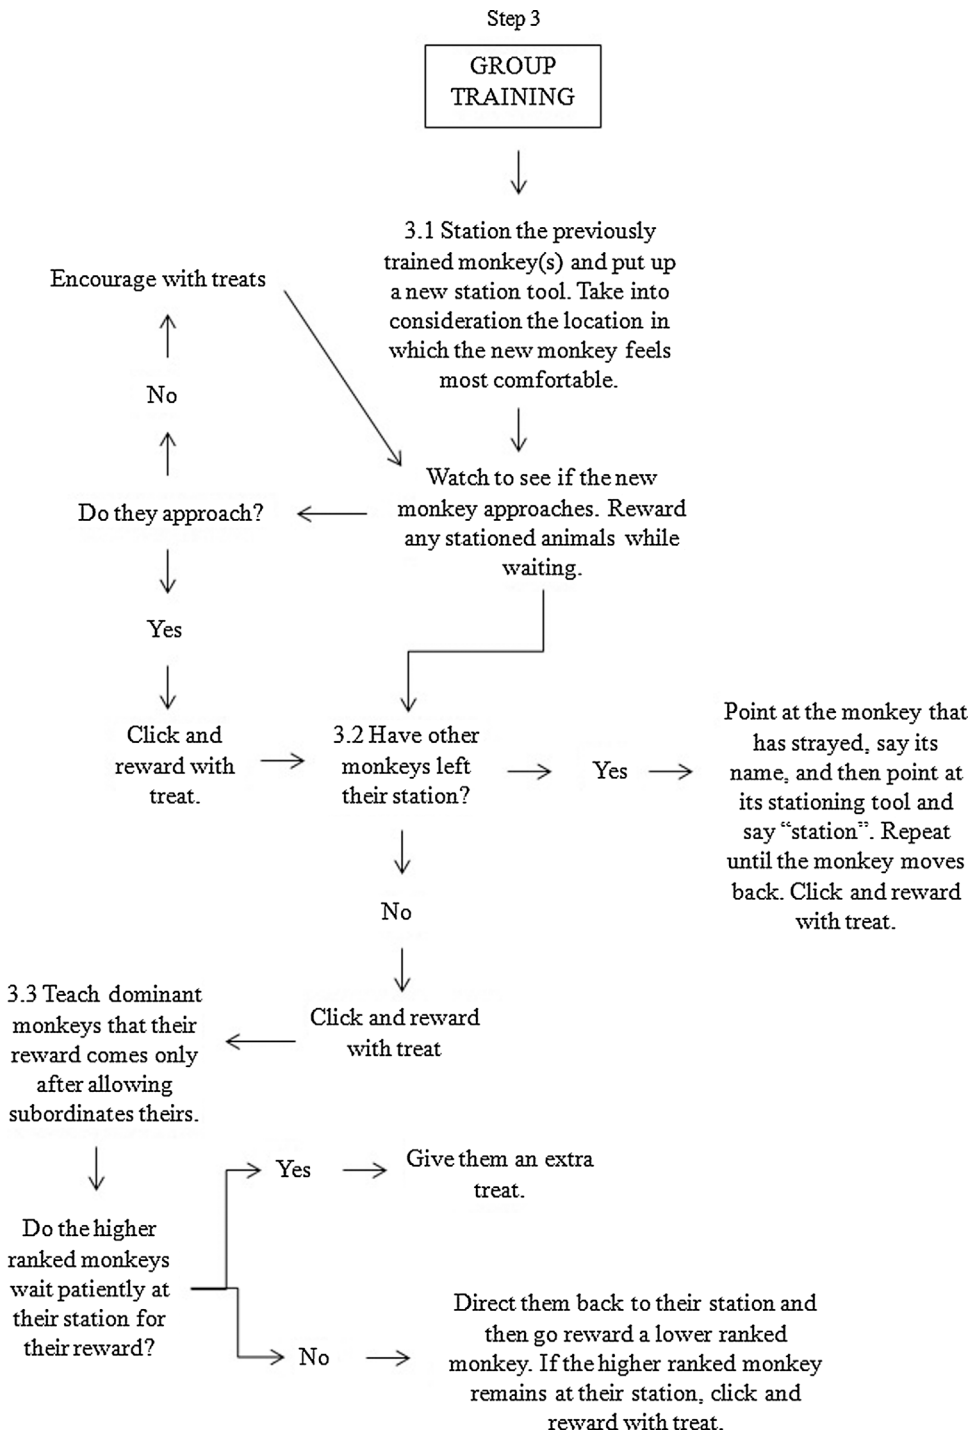 Step 3
GROUP
TRAINING
3.1 Station the previously
trained monkey(s) and put up
a new station tool. Take into
consideration the location in
which the new monkey feels
most comfortable.
Encourage with treats
No
Do they approach?
Watch to see if the new
monkey approaches. Reward
any stationed animals while
waiting.
Yes
Click and
reward with
treat.
3.2 Have other
monkeys left
their station?
Yes
Point at the monkey that
has strayed, say its
name, and then point at
its stationing tool and
say “station”. Repeat
until the monkey moves
back. Click and reward
with treat.
No
Click and reward
with treat
3.3 Teach dominant
monkeys that their
reward comes only
after allowing
subordinates theirs.
Do the higher
ranked monkeys
wait patiently at
their station for
their reward?
Yes
Give them an extra
treat.
No
Direct them back to their station and
then go reward a lower ranked
monkey. If the higher ranked monkey
remains at their station, click and
reward with treat.